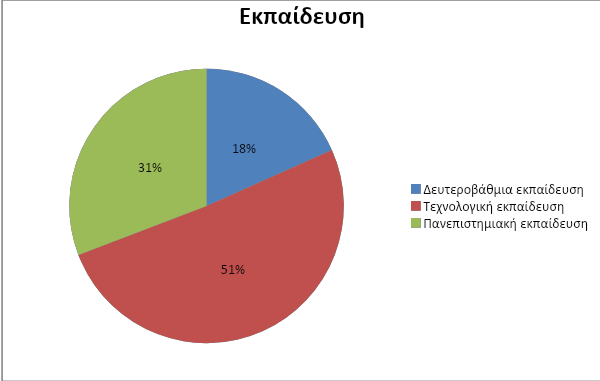 Εκπαίδευση
18%
31%
51%
Δευτεροβάθμια εκπαίδευση
Τεχνολογική εκπαίδευση
Πανεπιστημιακή εκπαίδευση